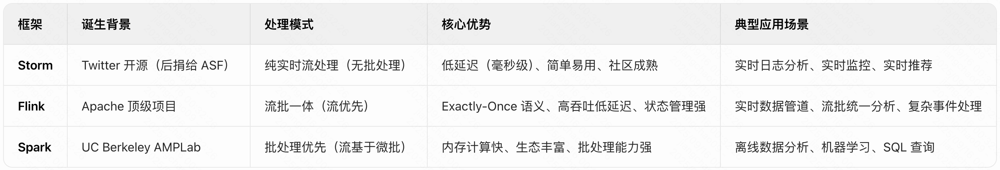 框架 诞生背景 处理模式 核心优势 典型应用场景
Storm Twitter 开源（后捐给 ASF） 纯实时流处理（无批处理） 低延迟（毫秒级）、简单易用、社区成熟 实时日志分析、实时监控、实时推荐
Flink Apache 顶级项目 流批一体（流优先） Exactly-Once 语义、高吞吐低延迟、状态管理强 实时数据管道、流批统一分析、复杂事件处理
Spark UC Berkeley AMPLab 批处理优先（流基于微批） 内存计算快、生态丰富、批处理能力强 离线数据分析、机器学习、SQL 查询